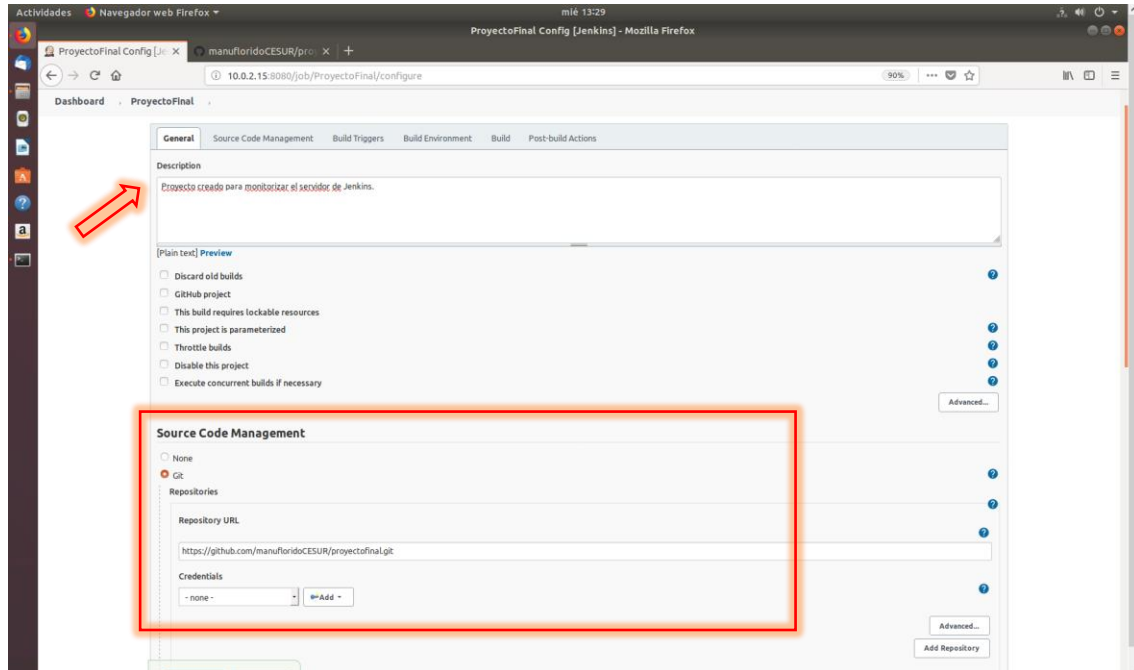 Actividades Navegador web Firefox mié 13:29
ProyectoFinal Config [Jenkins] - Mozilla Firefox
ProyectoFinal Config [Je manufloridoCESUR/pro
10.0.2.15:8080/job/ProyectoFinal/configure 90%
Dashboard ProyectoFinal
General Source Code Management Build Triggers Build Environment Build Post-build Actions
Description
Proyecto creado para monitorizar el servidor de Jenkins.
[Plain text] Preview
Discard old builds
GitHub project
This build requires lockable resources
This project is parameterized
Throttle builds
Disable this project
Execute concurrent builds if necessary
Advanced...
Source Code Management
None
Git
Repositories
Repository URL
https://github.com/manufloridoCESUR/proyectofinal.git
Credentials
- none - Add
Advanced...
Add Repository